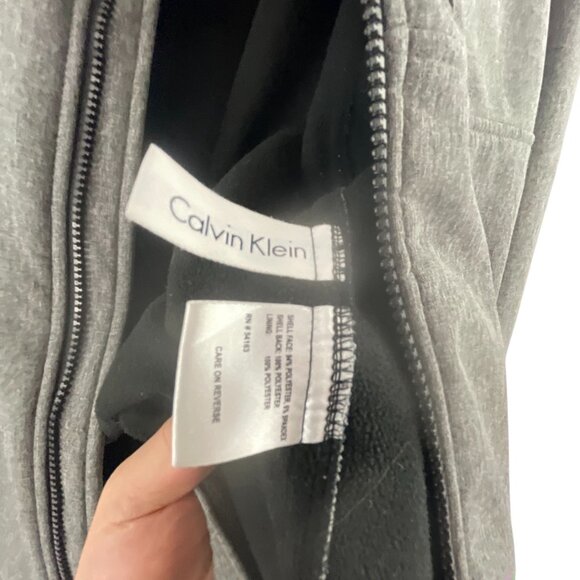 Calvin Klein
SHELL FACE: 94% POLYESTER, 6% SPANDEX
SHELL BACK: 100% POLYESTER
LINING:
100% POLYESTER
RN # 54163
CARE ON REVERSE